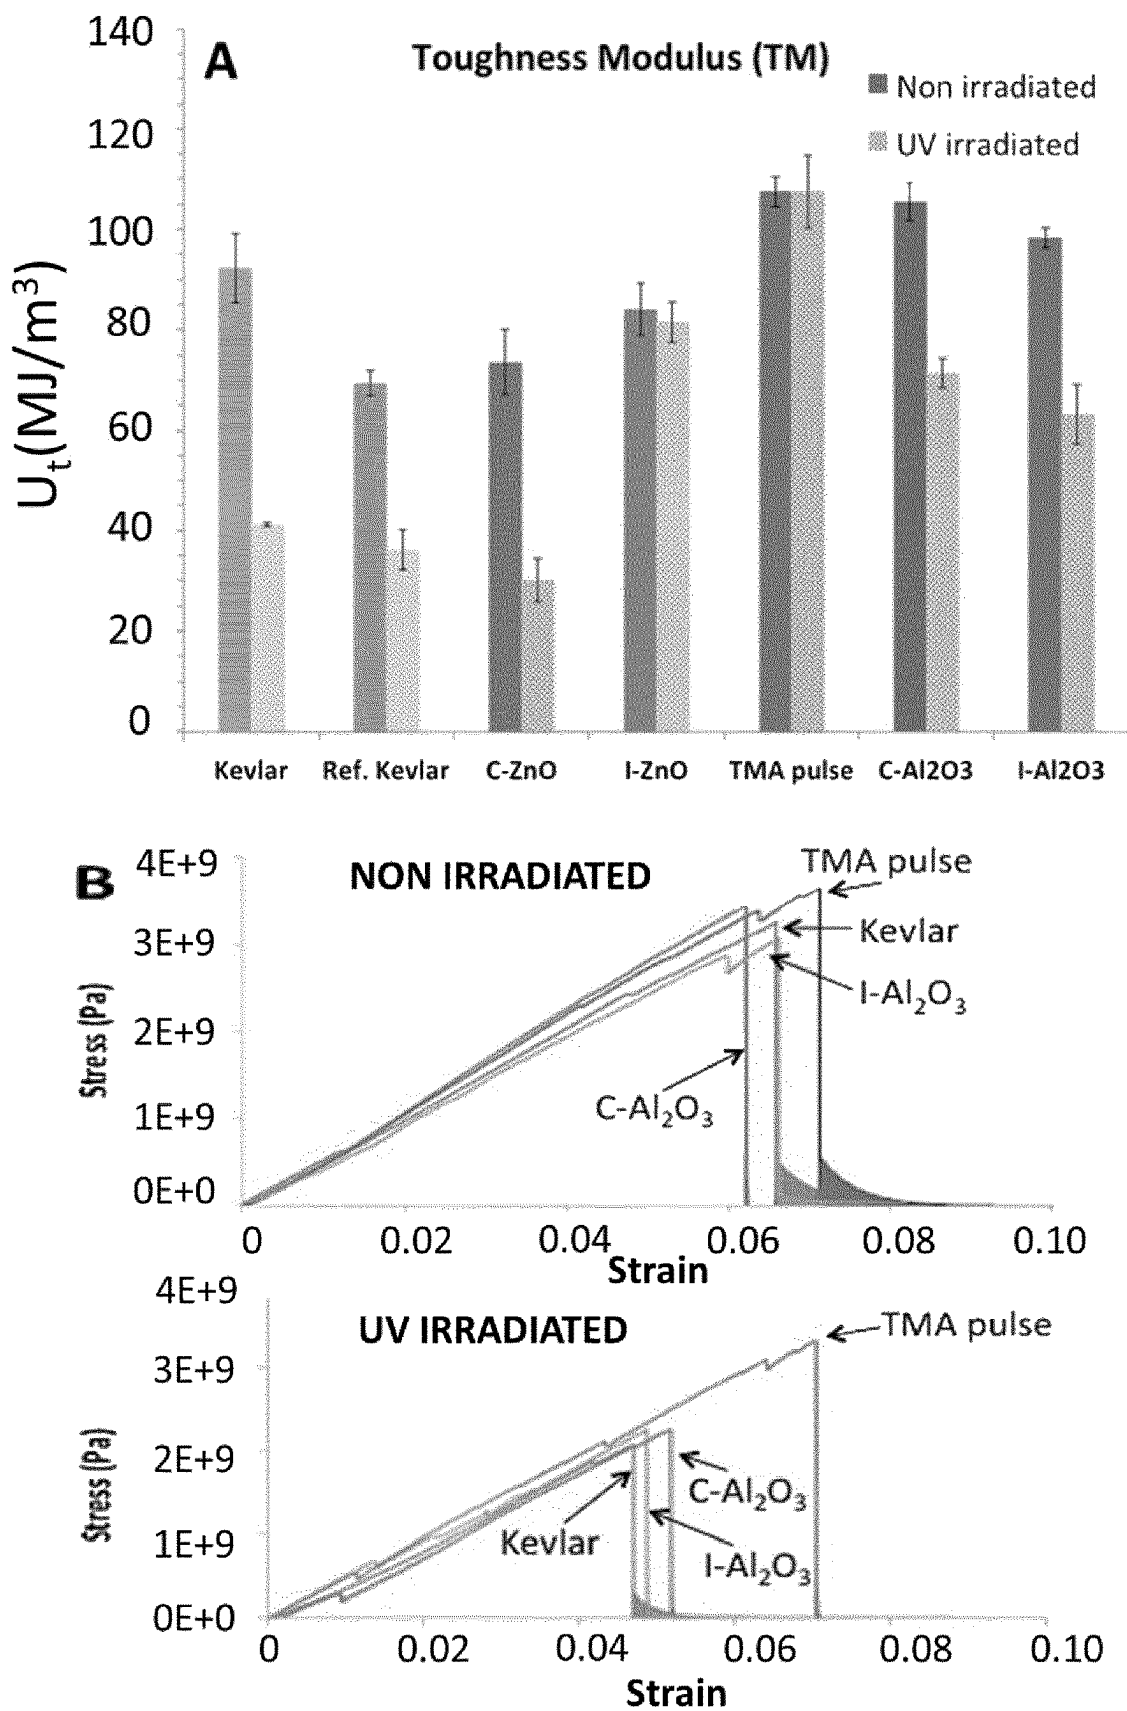 A
Toughness Modulus (TM)
Non irradiated
UV irradiated
140
120
100
80
60
40
20
0
Ut(MJ/m3)
Kevlar Ref. Kevlar C-ZnO I-ZnO TMA pulse C-Al2O3 I-Al2O3
B
NON IRRADIATED
TMA pulse
Kevlar
I-Al2O3
C-Al2O3
4E+9
3E+9
2E+9
1E+9
0E+0
Stress (Pa)
0 0.02 0.04 0.06 0.08 0.10
Strain
UV IRRADIATED
TMA pulse
C-Al2O3
Kevlar
I-Al2O3
4E+9
3E+9
2E+9
1E+9
0E+0
Stress (Pa)
0 0.02 0.04 0.06 0.08 0.10
Strain